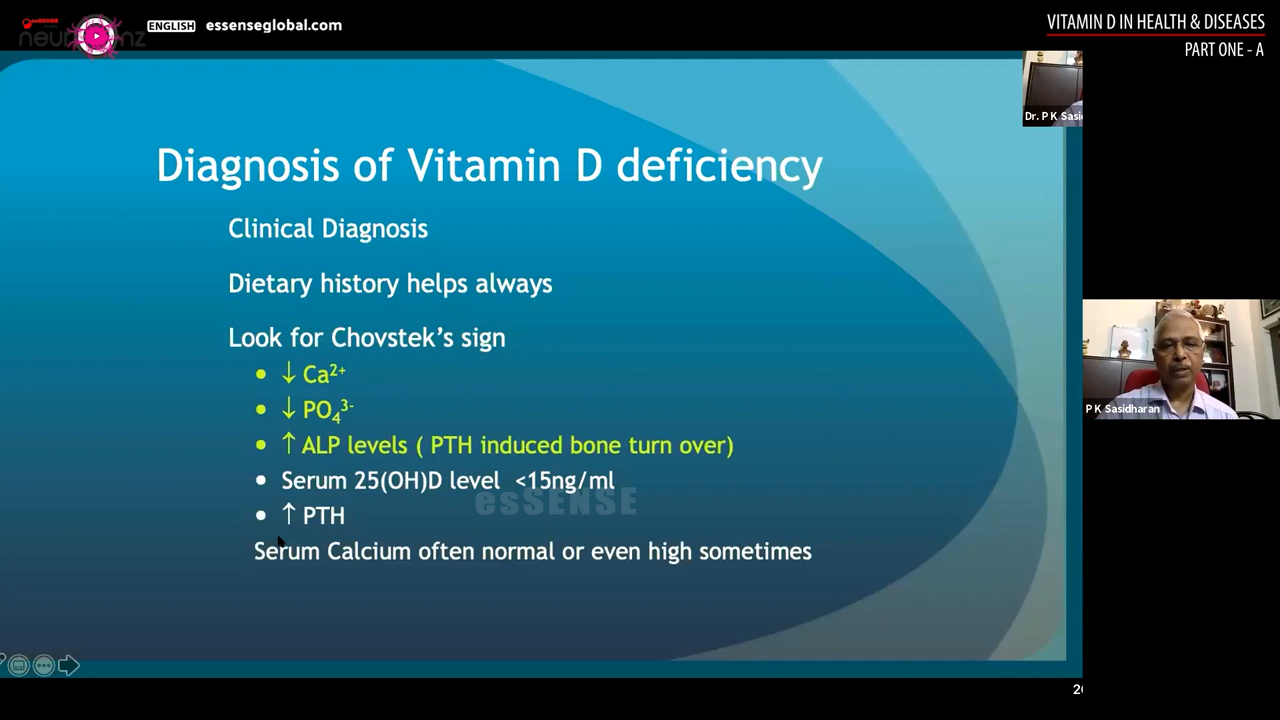 ENGLISH essenseglobal.com
VITAMIN D IN HEALTH & DISEASES
PART ONE - A
Dr. P K Sasi
Diagnosis of Vitamin D deficiency
Clinical Diagnosis
Dietary history helps always
Look for Chovstek’s sign
• ↓ Ca²⁺
• ↓ PO₄³⁻
• ↑ ALP levels ( PTH induced bone turn over)
• Serum 25(OH)D level <15ng/ml
• ↑ PTH
Serum Calcium often normal or even high sometimes
esSENSE
P K Sasidharan